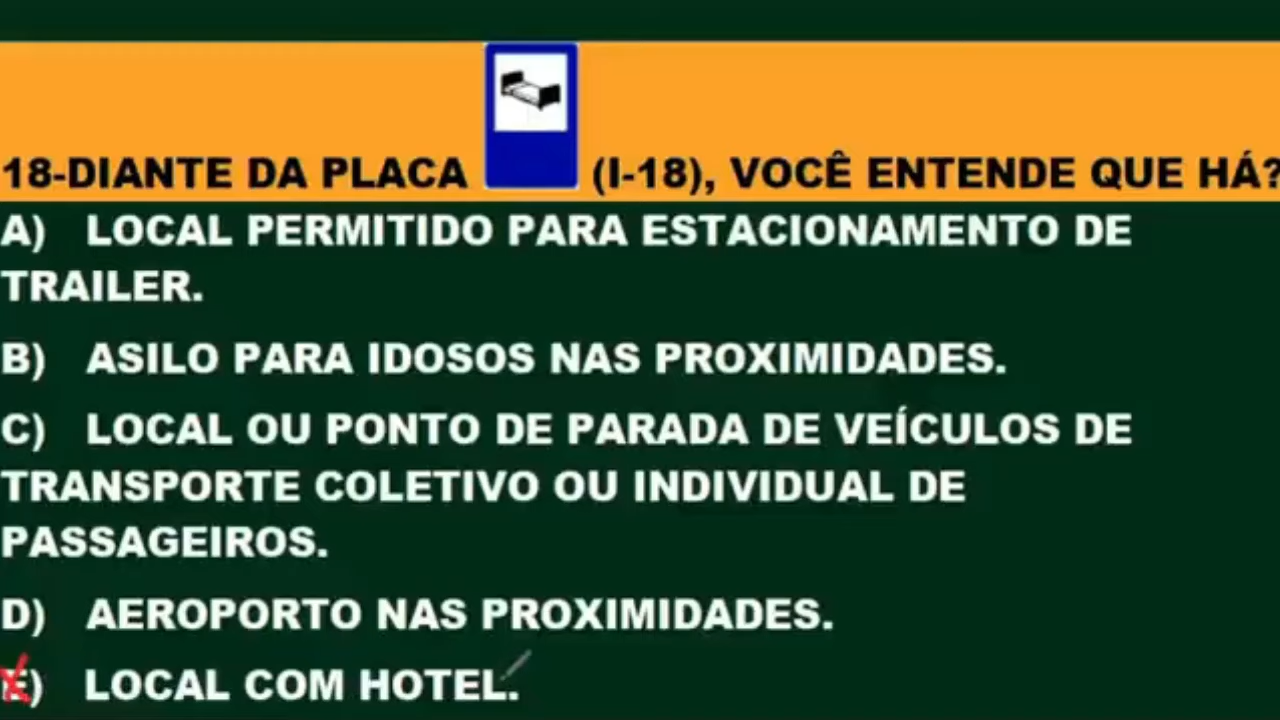 18-DIANTE DA PLACA (I-18), VOCÊ ENTENDE QUE HÁ?
A) LOCAL PERMITIDO PARA ESTACIONAMENTO DE
TRAILER.
B) ASILO PARA IDOSOS NAS PROXIMIDADES.
C) LOCAL OU PONTO DE PARADA DE VEÍCULOS DE
TRANSPORTE COLETIVO OU INDIVIDUAL DE
PASSAGEIROS.
D) AEROPORTO NAS PROXIMIDADES.
E) LOCAL COM HOTEL.